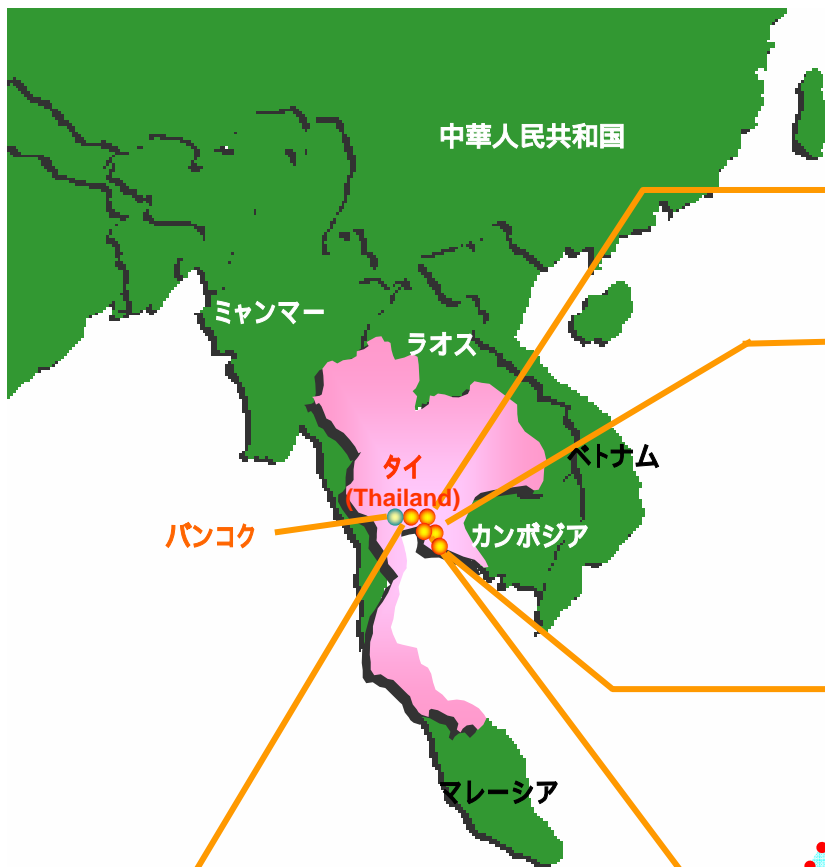 中華人民共和国
ミャンマー
ラオス
ベトナム
タイ
(Thailand)
バンコク
カンボジア
マレーシア